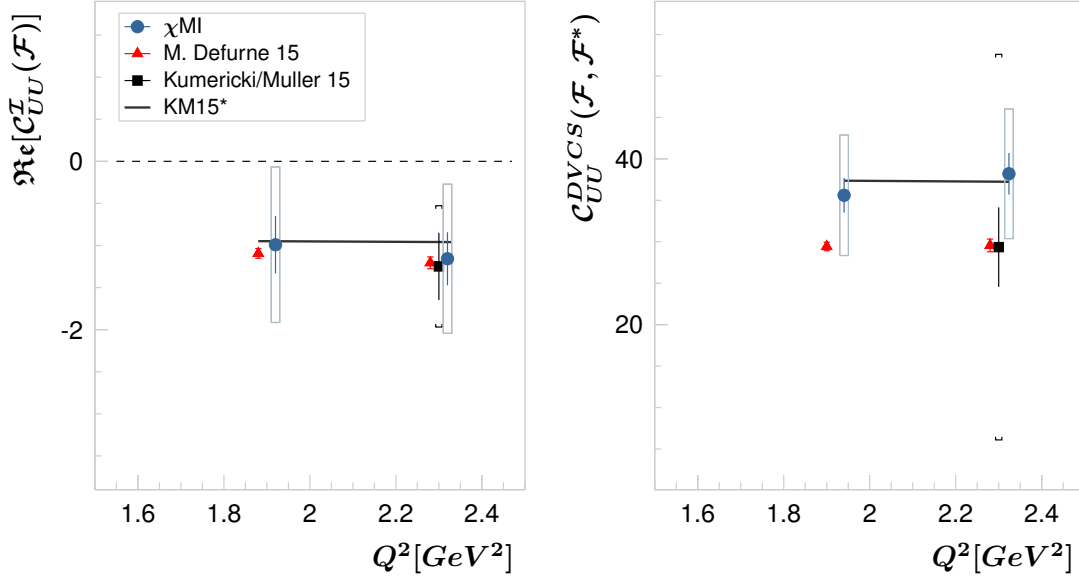 ℜ𝔢[𝒞ᴵ_UU(ℱ)]
χMI
M. Defurne 15
Kumericki/Muller 15
KM15*
0
-2
1.6 1.8 2 2.2 2.4
Q²[GeV²]
𝒞^DVCS_UU(ℱ, ℱ*)
40
20
1.6 1.8 2 2.2 2.4
Q²[GeV²]